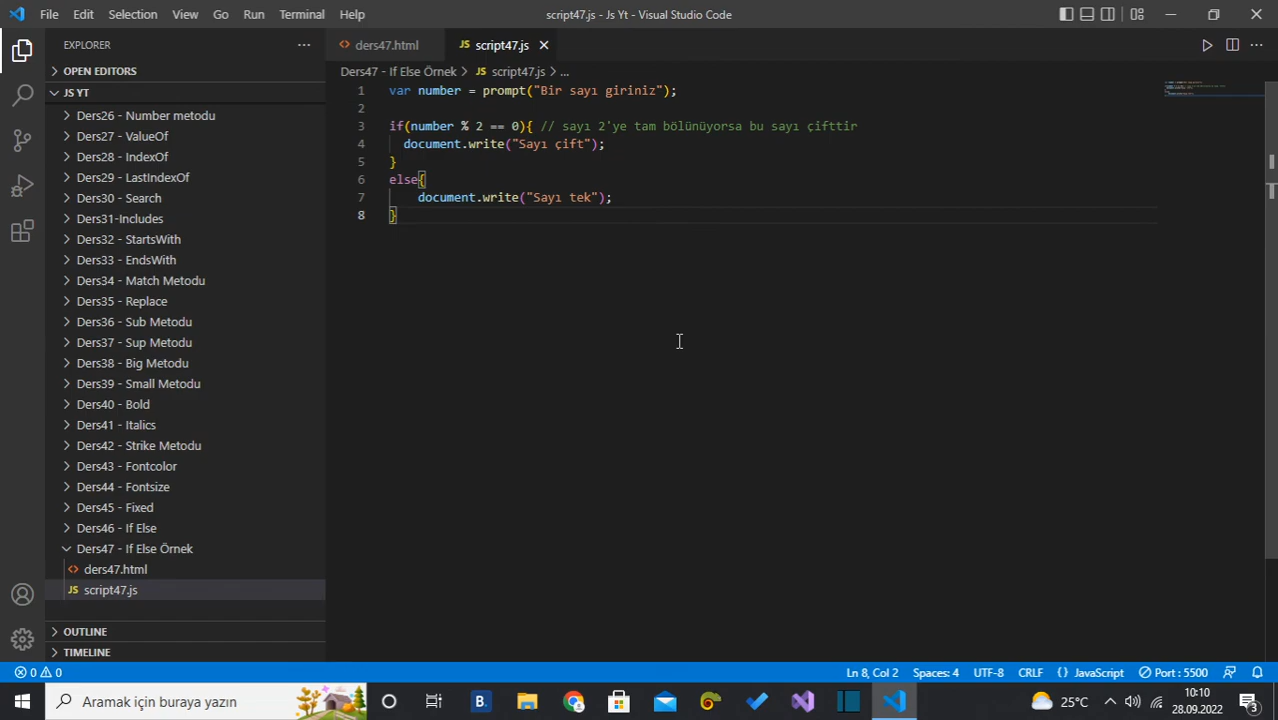 File Edit Selection View Go Run Terminal Help script47.js - Js Yt - Visual Studio Code
EXPLORER
OPEN EDITORS
JS YT
Ders26 - Number metodu
Ders27 - ValueOf
Ders28 - IndexOf
Ders29 - LastIndexOf
Ders30 - Search
Ders31-Includes
Ders32 - StartsWith
Ders33 - EndsWith
Ders34 - Match Metodu
Ders35 - Replace
Ders36 - Sub Metodu
Ders37 - Sup Metodu
Ders38 - Big Metodu
Ders39 - Small Metodu
Ders40 - Bold
Ders41 - Italics
Ders42 - Strike Metodu
Ders43 - Fontcolor
Ders44 - Fontsize
Ders45 - Fixed
Ders46 - If Else
Ders47 - If Else Örnek
ders47.html
JS script47.js
OUTLINE
TIMELINE
ders47.html JS script47.js
Ders47 - If Else Örnek > JS script47.js > ...
1 var number = prompt("Bir sayı giriniz");
2
3 if(number % 2 == 0){ // sayı 2'ye tam bölünüyorsa bu sayı çifttir
4 document.write("Sayı çift");
5 }
6 else{
7 document.write("Sayı tek");
8 }
0 0 Ln 8, Col 2 Spaces: 4 UTF-8 CRLF {} JavaScript Port : 5500
Aramak için buraya yazın B. 25°C 10:10
28.09.2022 3